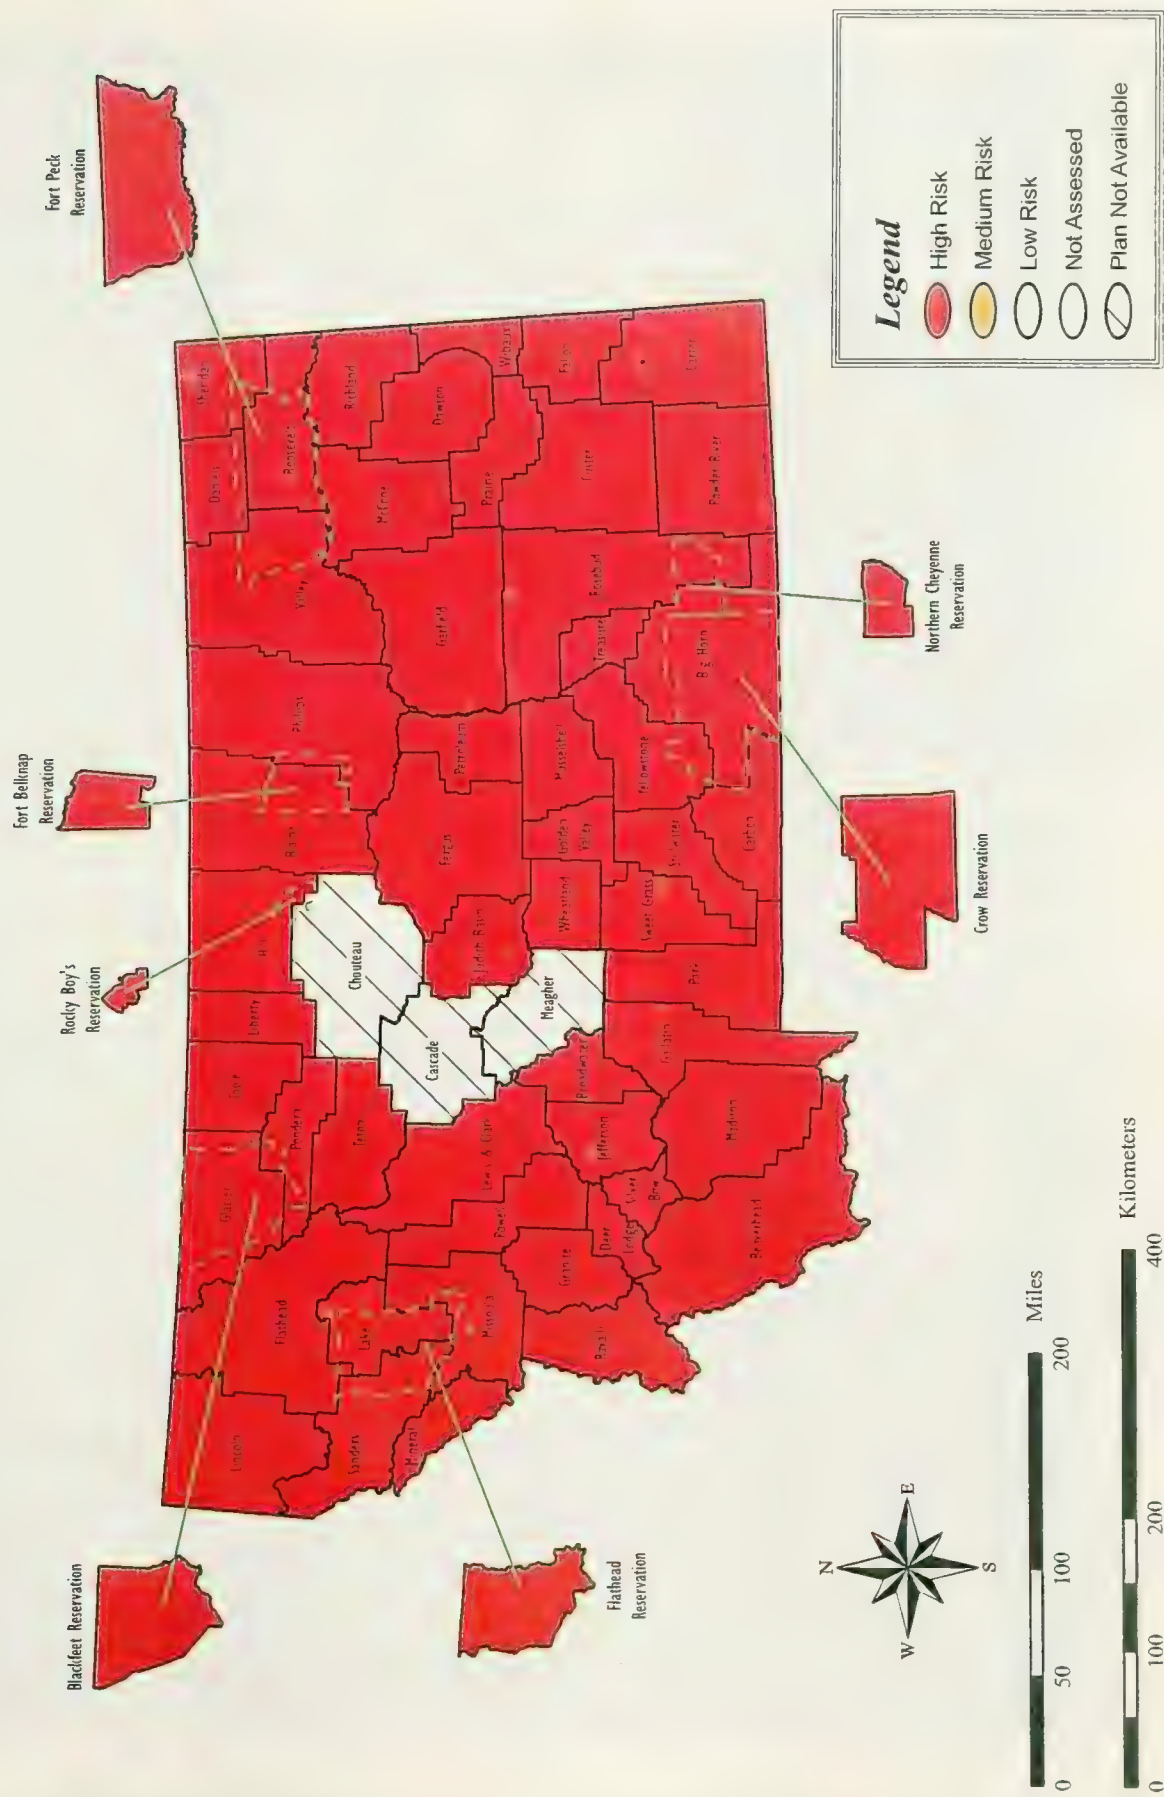 Fort Peck
Reservation
Fort Belknap
Reservation
Rocky Boy's
Reservation
Blackfeet Reservation
Flathead
Reservation
Crow Reservation
Northern Cheyenne
Reservation
Lincoln
Flathead
Glacier
Toole
Liberty
Hill
Blaine
Phillips
Valley
Daniels
Sheridan
Roosevelt
Sanders
Lake
Pondera
Teton
Chouteau
Mineral
Missoula
Powell
Lewis & Clark
Cascade
Judith Basin
Fergus
Petroleum
Garfield
McCone
Richland
Dawson
Prairie
Wibaux
Ravalli
Granite
Deer
Lodge
Silver
Bow
Jefferson
Broadwater
Meagher
Wheatland
Golden
Valley
Musselshell
Treasure
Rosebud
Custer
Fallon
Beaverhead
Madison
Gallatin
Park
Sweet Grass
Stillwater
Carbon
Yellowstone
Big Horn
Powder River
Carter
N
W
E
S
0
50
100
200
Miles
0
100
200
400
Kilometers
Legend
High Risk
Medium Risk
Low Risk
Not Assessed
Plan Not Available